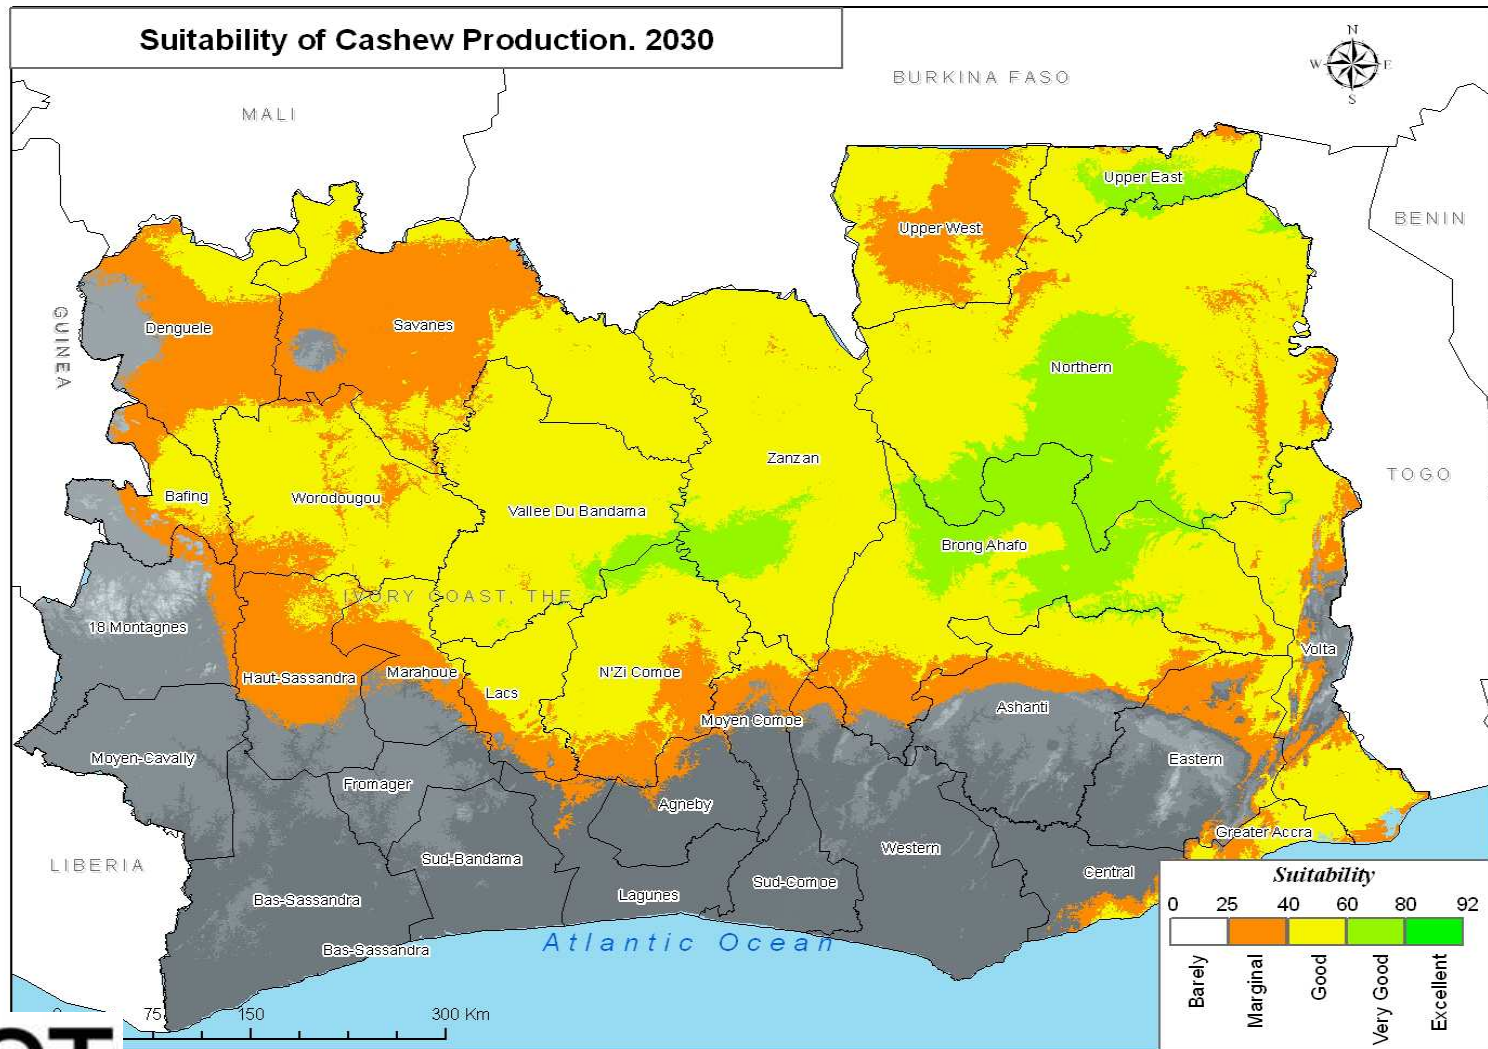 Suitability of Cashew Production. 2030
N
W E
S
BURKINA FASO
MALI
Upper East
BENIN
Upper West
GUINEA
Denguele
Savanes
Northern
Zanzan
TOGO
Bafing
Worodougou
Vallee Du Bandama
Brong Ahafo
IVORY COAST, THE
18 Montagnes
Volta
Haut-Sassandra
Marahoue
N'Zi Comoe
Lacs
Ashanti
Moyen Comoe
Moyen-Cavally
Eastern
Fromager
Agneby
Greater Accra
Western
LIBERIA
Sud-Bandama
Central
Sud-Comoe
Lagunes
Bas-Sassandra
Bas-Sassandra
Atlantic Ocean
Suitability
0 25 40 60 80 92
Barely
Marginal
Good
Very Good
Excellent
75 150 300 Km